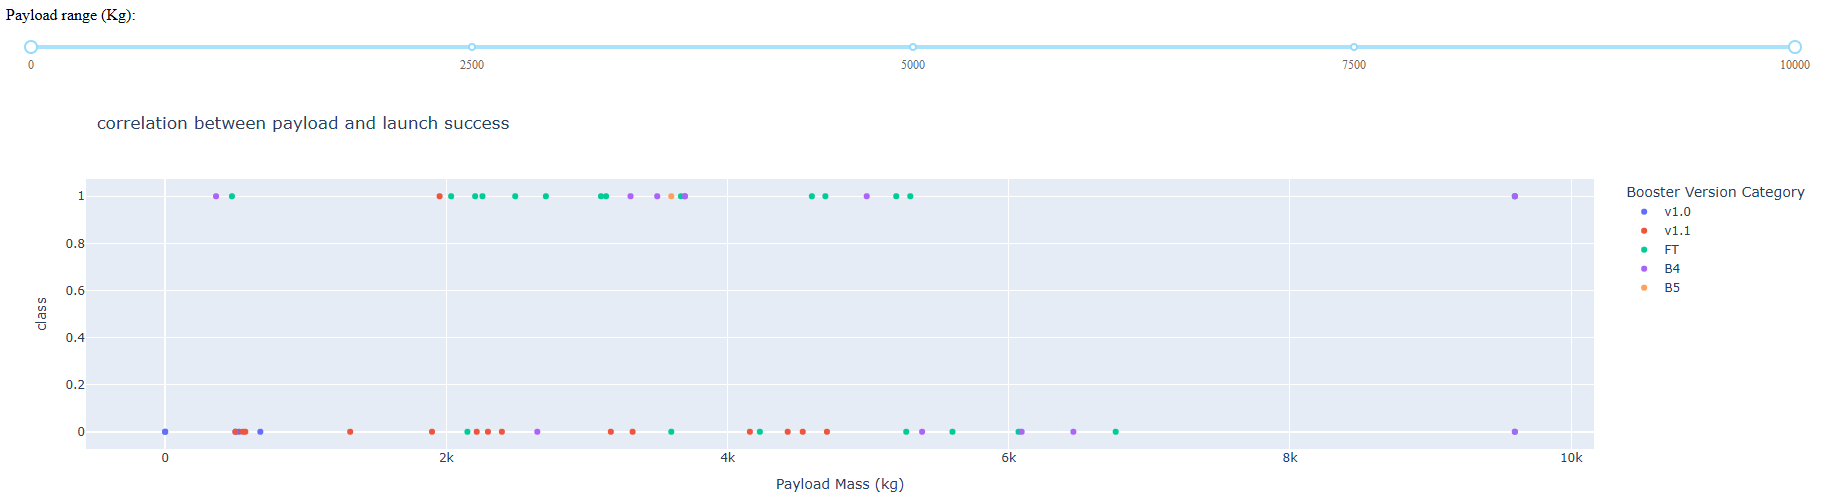 Payload range (Kg):
0 2500 5000 7500 10000
correlation between payload and launch success
Booster Version Category
v1.0
v1.1
FT
B4
B5
class
1
0.8
0.6
0.4
0.2
0
0 2k 4k 6k 8k 10k
Payload Mass (kg)